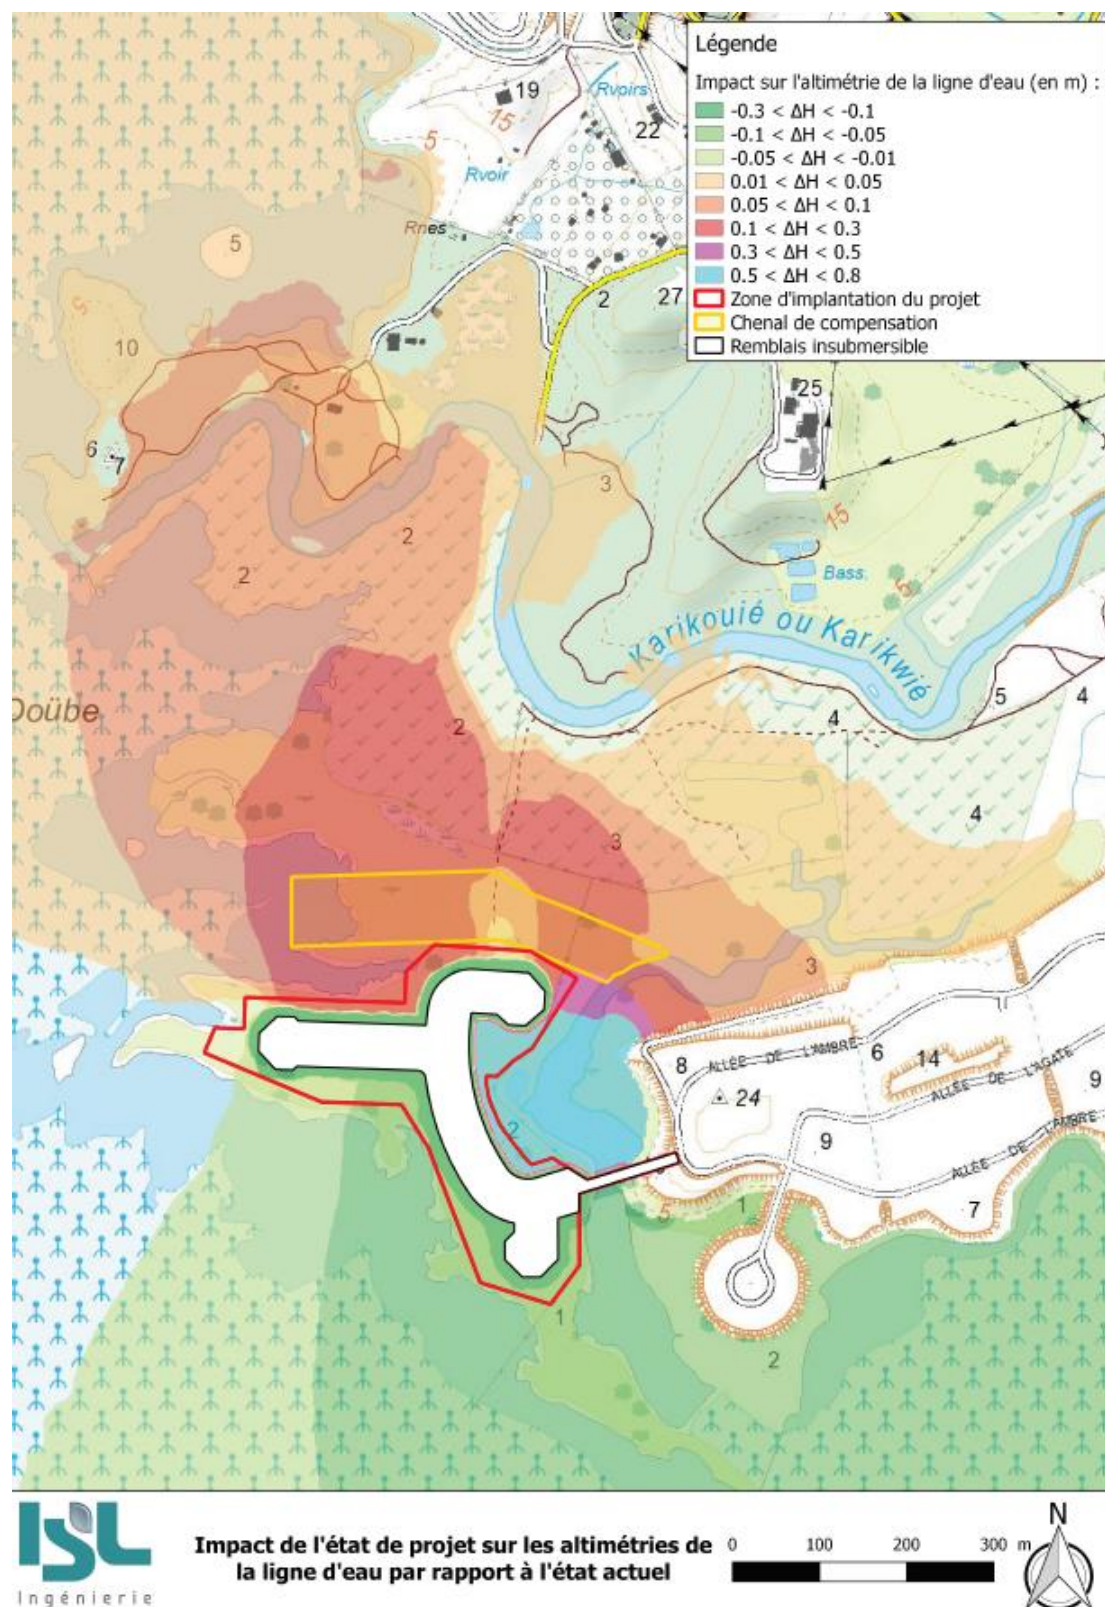 Légende
Impact sur l'altimétrie de la ligne d'eau (en m) :
-0.3 < ΔH < -0.1
-0.1 < ΔH < -0.05
-0.05 < ΔH < -0.01
0.01 < ΔH < 0.05
0.05 < ΔH < 0.1
0.1 < ΔH < 0.3
0.3 < ΔH < 0.5
0.5 < ΔH < 0.8
Zone d'implantation du projet
Chenal de compensation
Remblais insubmersible
19
Rvoirs
15
5
22
Rvoir
Rnes
5
2
27
5
10
25
6
7
3
2
15
2
Bass.
5
Karikouié ou Karikwié
5
4
Doübe
2
4
4
3
3
8
ALLÉE DE L'AMBRE
6
14
ALLÉE DE L'AGATE
24
9
9
2
ALLÉE DE L'AMBRE
5
1
7
1
2
ISL
Ingénierie
Impact de l'état de projet sur les altimétries de
la ligne d'eau par rapport à l'état actuel
0 100 200 300 m
N